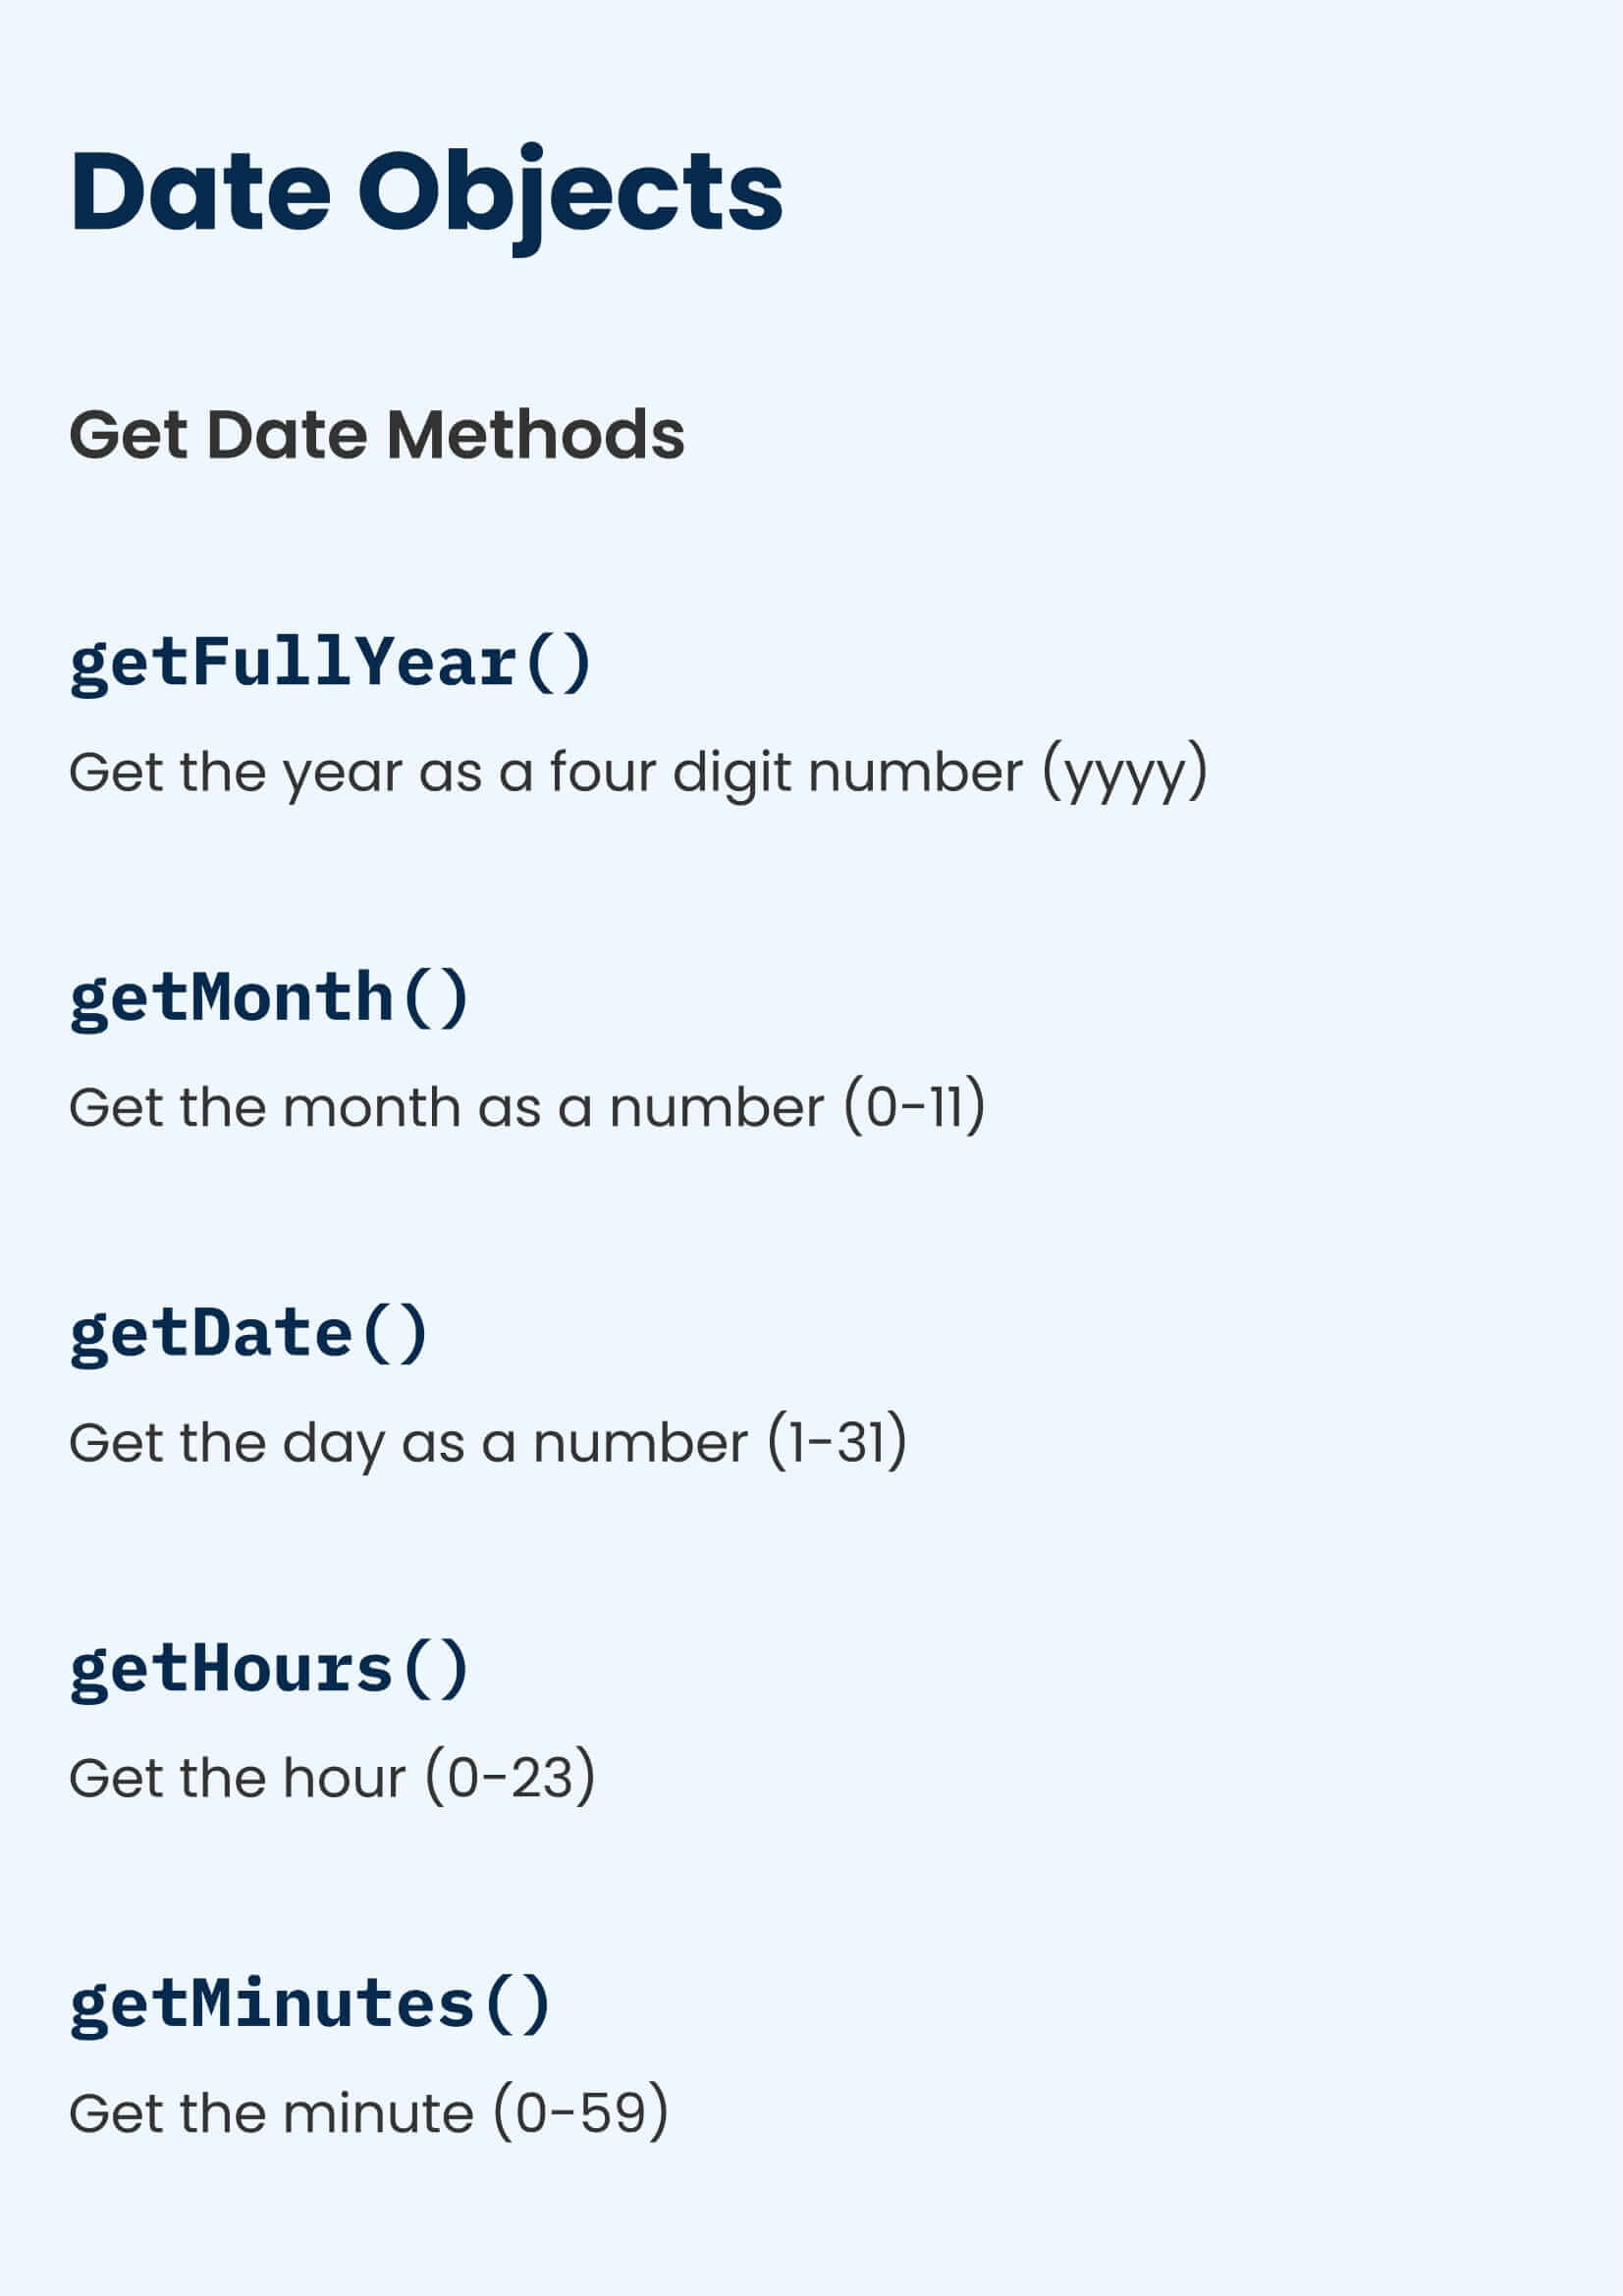 Date Objects
Get Date Methods
getFullYear()
Get the year as a four digit number (yyyy)
getMonth()
Get the month as a number (0-11)
getDate()
Get the day as a number (1-31)
getHours()
Get the hour (0-23)
getMinutes()
Get the minute (0-59)